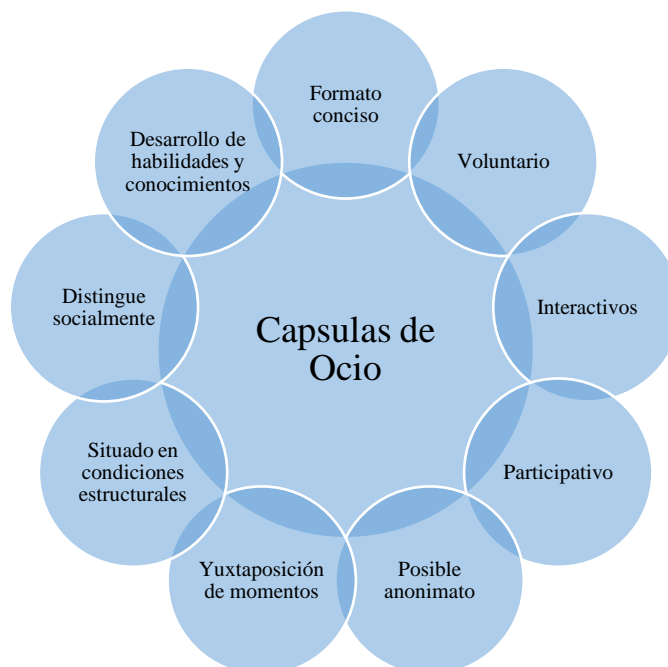 Formato
conciso
Voluntario
Interactivos
Participativo
Posible
anonimato
Yuxtaposición
de momentos
Situado en
condiciones
estructurales
Distingue
socialmente
Desarrollo de
habilidades y
conocimientos
Capsulas de
Ocio